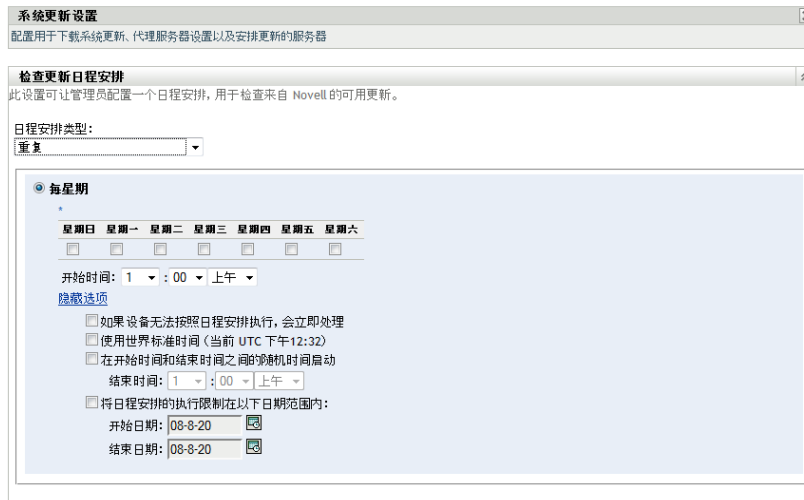 系统更新设置
配置用于下载系统更新、代理服务器设置以及安排更新的服务器
检查更新日程安排
此设置可让管理员配置一个日程安排, 用于检查来自 Novell 的可用更新。
日程安排类型:
重复
每星期
*
星期日 星期一 星期二 星期三 星期四 星期五 星期六
开始时间: 1 : 00 上午
隐藏选项
如果设备无法按照日程安排执行, 会立即处理
使用世界标准时间 (当前 UTC 下午12:32)
在开始时间和结束时间之间的随机时间启动
结束时间: 1 : 00 上午
将日程安排的执行限制在以下日期范围内:
开始日期: 08-8-20
结束日期: 08-8-20